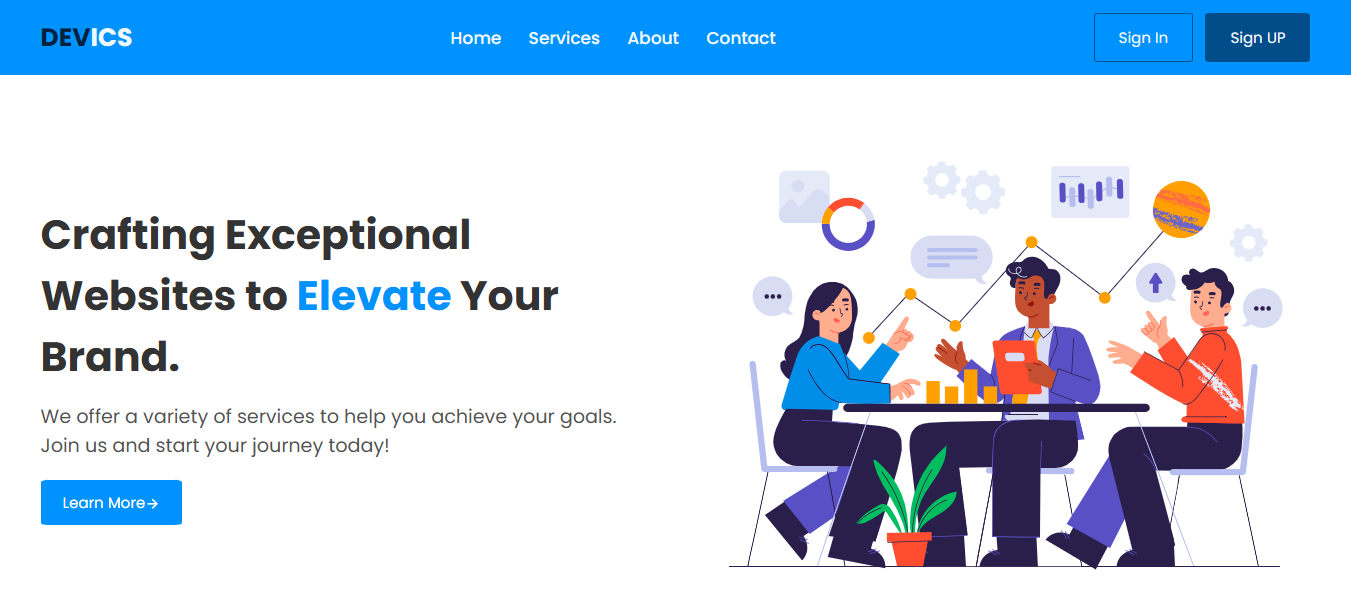 DEVICS
Home Services About Contact
Sign In Sign UP
Crafting Exceptional
Websites to Elevate Your
Brand.
We offer a variety of services to help you achieve your goals.
Join us and start your journey today!
Learn More→